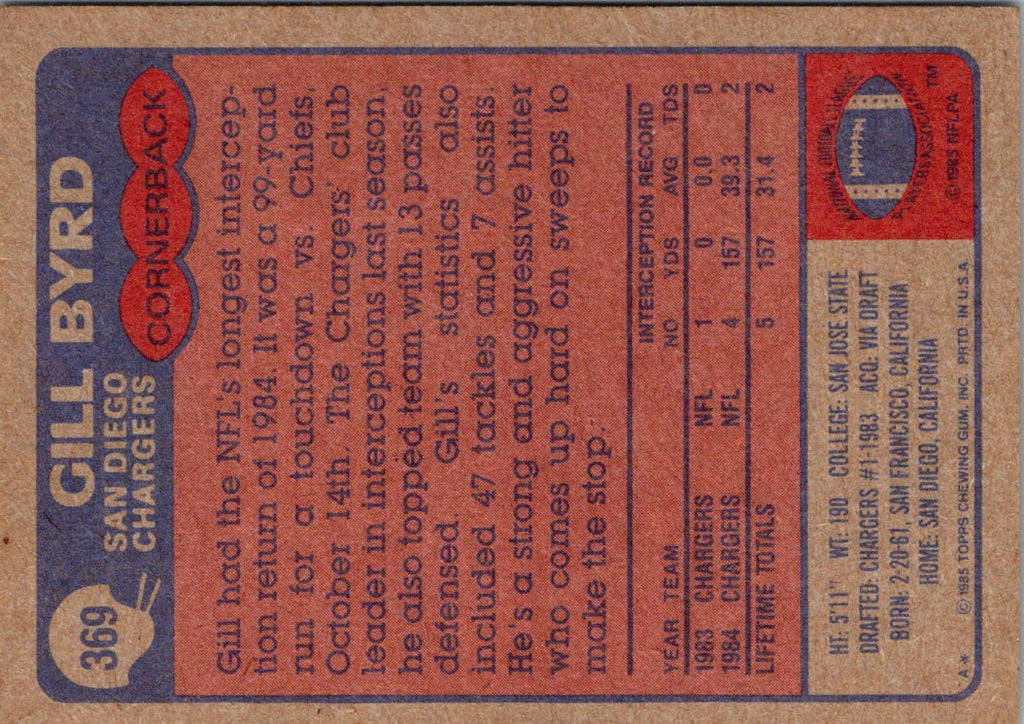 369
GILL BYRD
SAN DIEGO
CHARGERS
CORNERBACK
Gill had the NFL's longest intercep-
tion return of 1984. It was a 99-yard
run for a touchdown vs. Chiefs,
October 14th. The Chargers' club
leader in interceptions last season,
he also topped team with 13 passes
defensed. Gill's statistics also
included 47 tackles and 7 assists.
He's a strong and aggressive hitter
who comes up hard on sweeps to
make the stop.
INTERCEPTION RECORD
YEAR TEAM NO YDS AVG TDS
1983 CHARGERS NFL 1 0 0.0 0
1984 CHARGERS NFL 4 157 39.3 2
LIFETIME TOTALS 5 157 31.4 2
HT: 5'11" WT: 190 COLLEGE: SAN JOSE STATE
DRAFTED: CHARGERS #1-1983 ACQ: VIA DRAFT
BORN: 2-20-61, SAN FRANCISCO, CALIFORNIA
HOME: SAN DIEGO, CALIFORNIA
A* © 1985 TOPPS CHEWING GUM, INC. PRTD. IN U.S.A.
NATIONAL FOOTBALL LEAGUE
PLAYERS ASSOCIATION
TM
© 1985 NFLPA